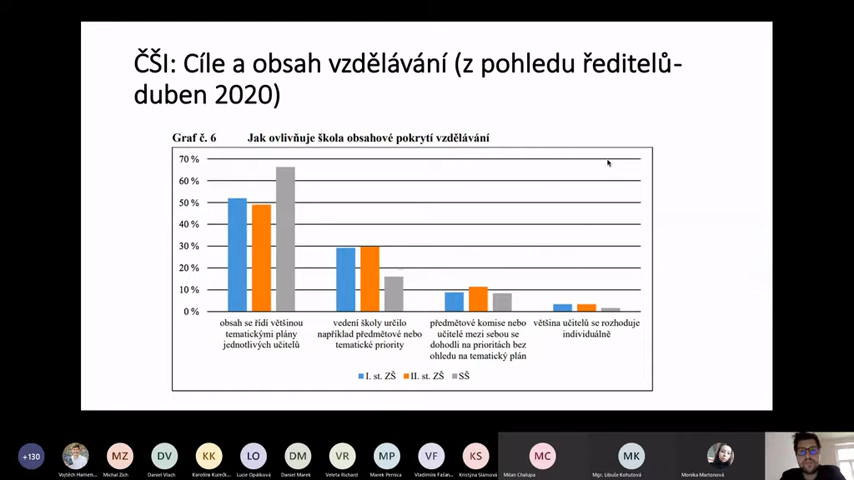 ČŠI: Cíle a obsah vzdělávání (z pohledu ředitelů-
duben 2020)
Graf č. 6 Jak ovlivňuje škola obsahové pokrytí vzdělávání
70 %
60 %
50 %
40 %
30 %
20 %
10 %
0 %
obsah se řídí většinou
tematickými plány
jednotlivých učitelů
vedení školy určilo
například předmětové nebo
tematické priority
předmětové komise nebo
učitelé mezi sebou se
dohodli na prioritách bez
ohledu na tematický plán
většina učitelů se rozhoduje
individuálně
I. st. ZŠ II. st. ZŠ SŠ
+130
MZ
DV
KK
LO
DM
VR
MP
VF
KS
MC
MK
Vojtěch Hamern...
Michal Zich
Daniel Vlach
Karolína Kutečk...
Lucie Opálková
Daniel Marek
Veleta Richard
Marek Pernica
Vladimíra Fašan...
Kristýna Slámová
Milan Chalupa
Mgr. Libuše Kohutová
Monika Martonová